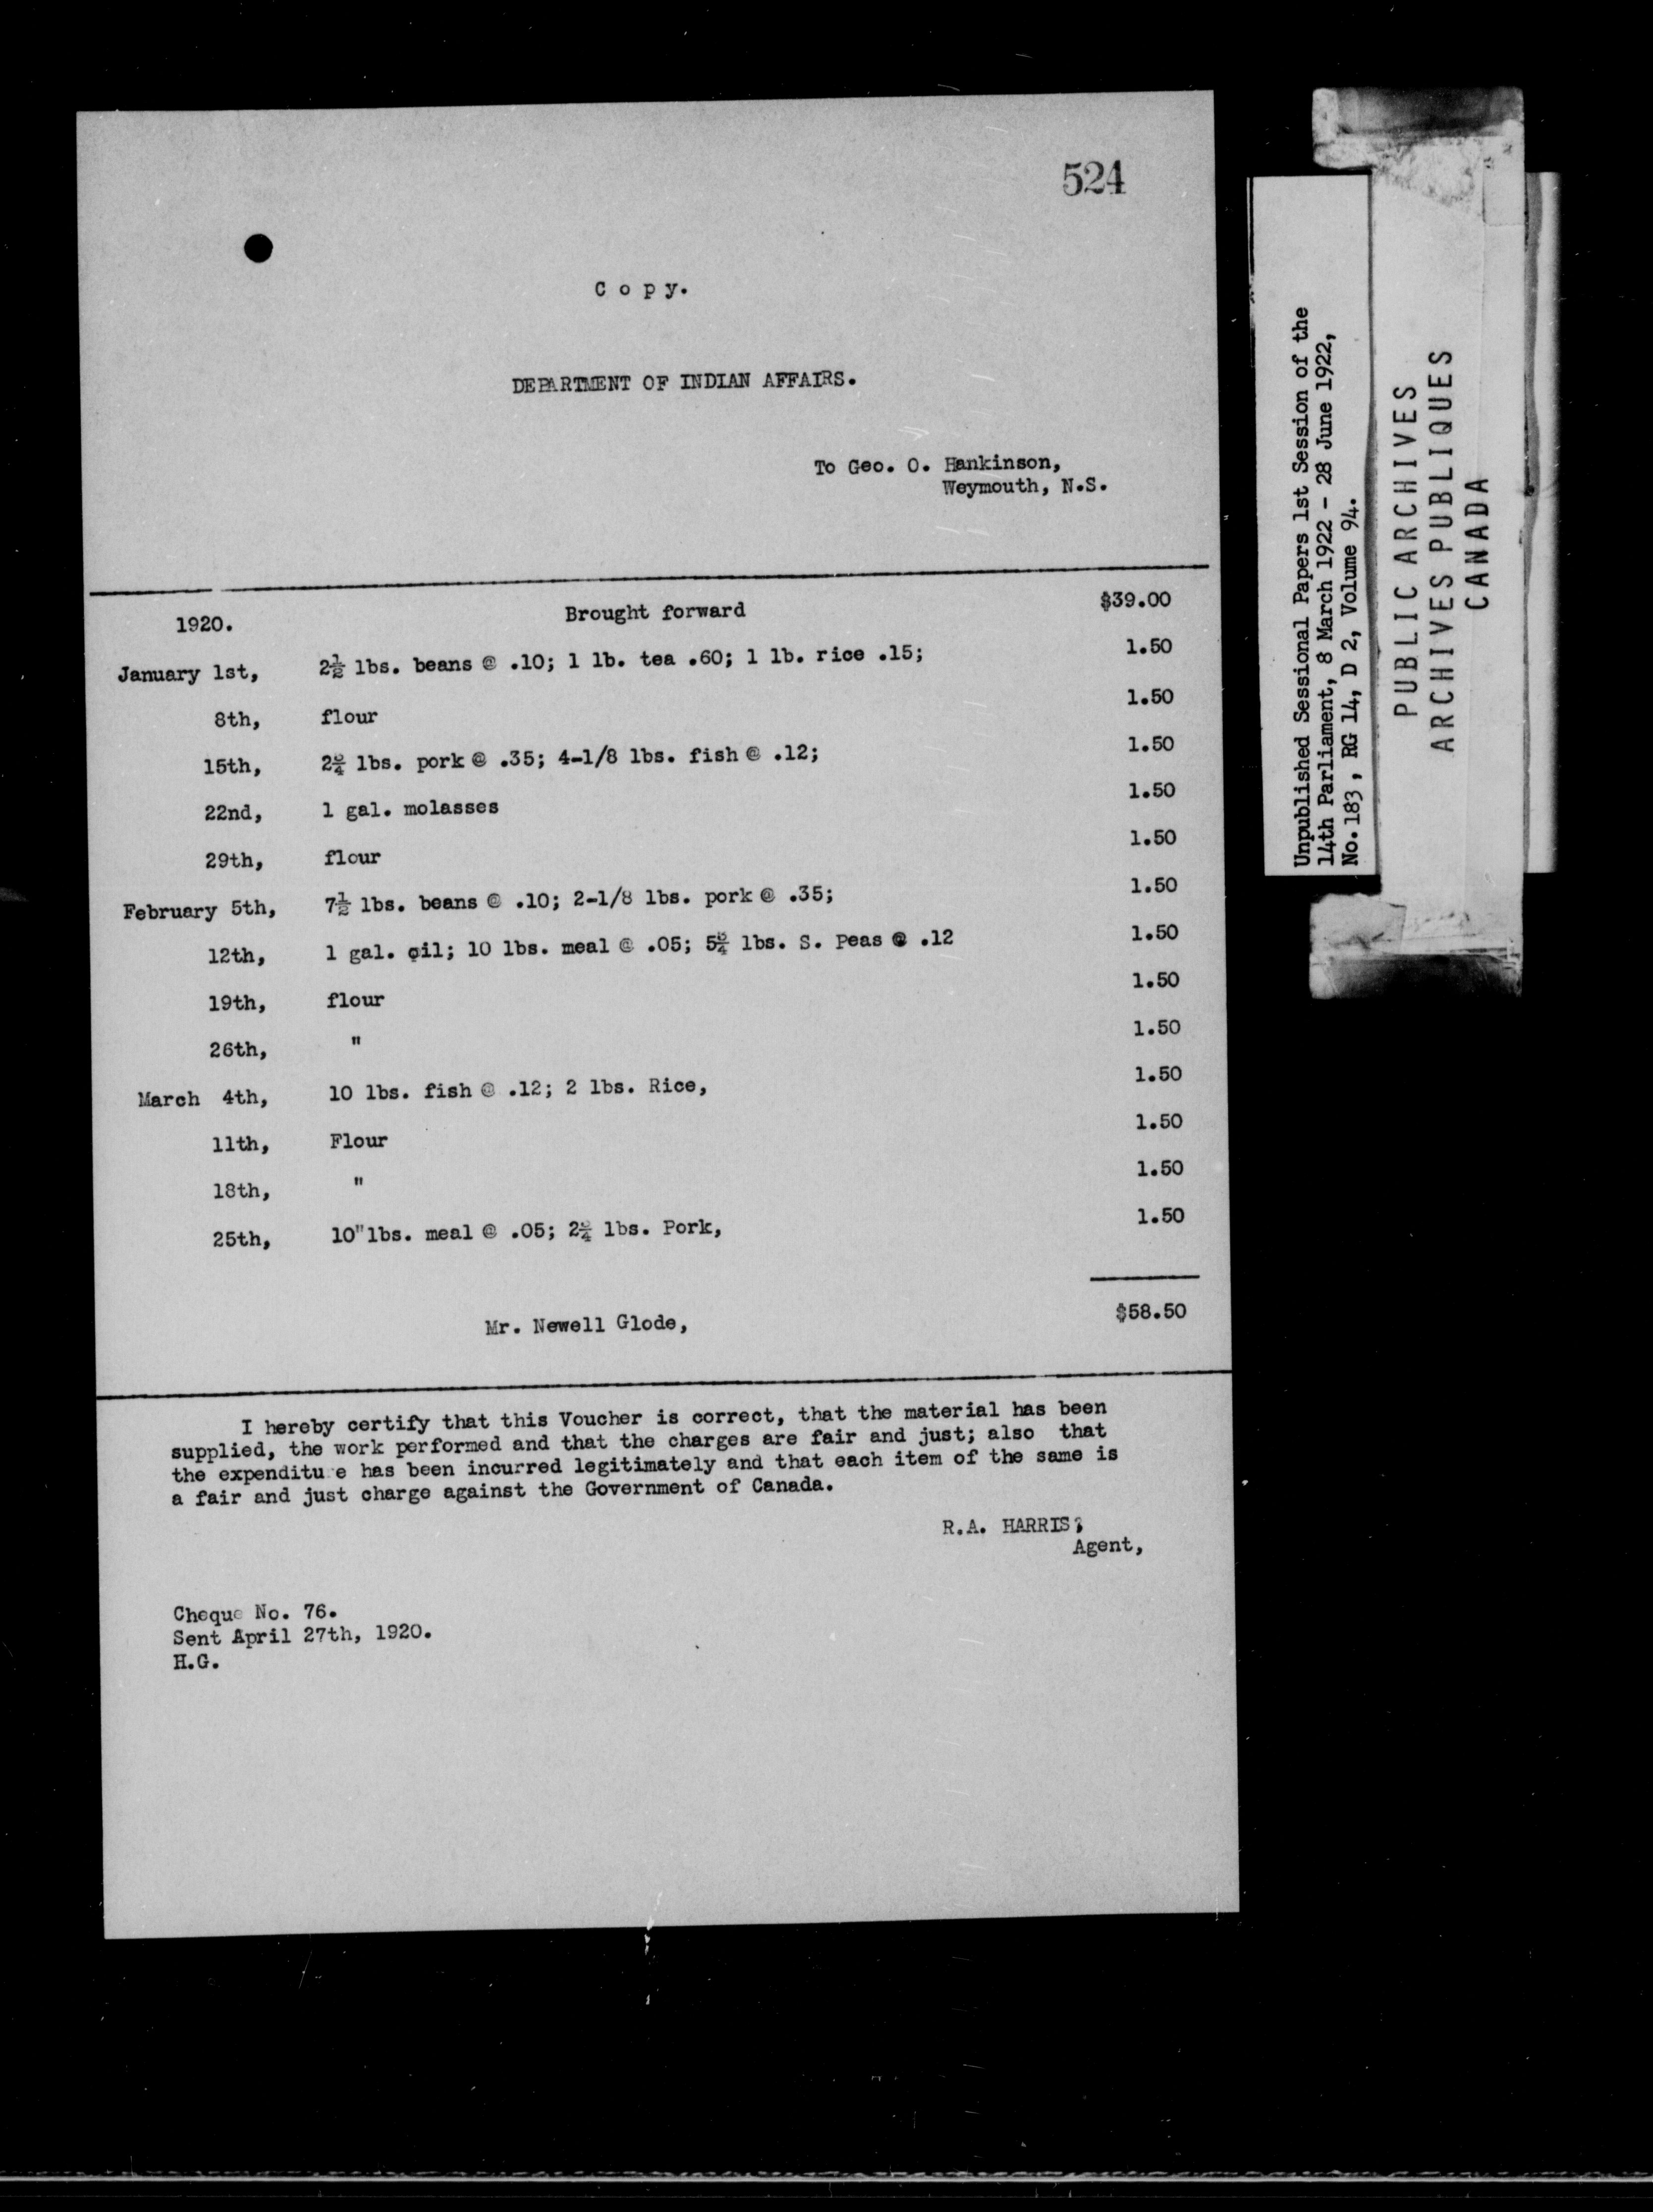 524
C o p y.
DEPARTMENT OF INDIAN AFFAIRS.
To Geo. O. Hankinson,
Weymouth, N.S.
1920. Brought forward $39.00
January 1st, 2½ lbs. beans @ .10; 1 lb. tea .60; 1 lb. rice .15; 1.50
8th, flour 1.50
15th, 2¾ lbs. pork @ .35; 4-1/8 lbs. fish @ .12; 1.50
22nd, 1 gal. molasses 1.50
29th, flour 1.50
February 5th, 7½ lbs. beans @ .10; 2-1/8 lbs. pork @ .35; 1.50
12th, 1 gal. oil; 10 lbs. meal @ .05; 5¾ lbs. S. Peas @ .12 1.50
19th, flour 1.50
26th, " 1.50
March 4th, 10 lbs. fish @ .12; 2 lbs. Rice, 1.50
11th, Flour 1.50
18th, " 1.50
25th, 10"lbs. meal @ .05; 2¾ lbs. Pork, 1.50
Mr. Newell Glode, $58.50
I hereby certify that this Voucher is correct, that the material has been
supplied, the work performed and that the charges are fair and just; also that
the expenditu e has been incurred legitimately and that each item of the same is
a fair and just charge against the Government of Canada.
R.A. HARRIS;
Agent,
Cheque No. 76.
Sent April 27th, 1920.
H.G.
Unpublished Sessional Papers 1st Session of the
14th Parliament, 8 March 1922 - 28 June 1922,
No. 183, RG 14, D 2, Volume 94.
PUBLIC ARCHIVES
ARCHIVES PUBLIQUES
CANADA